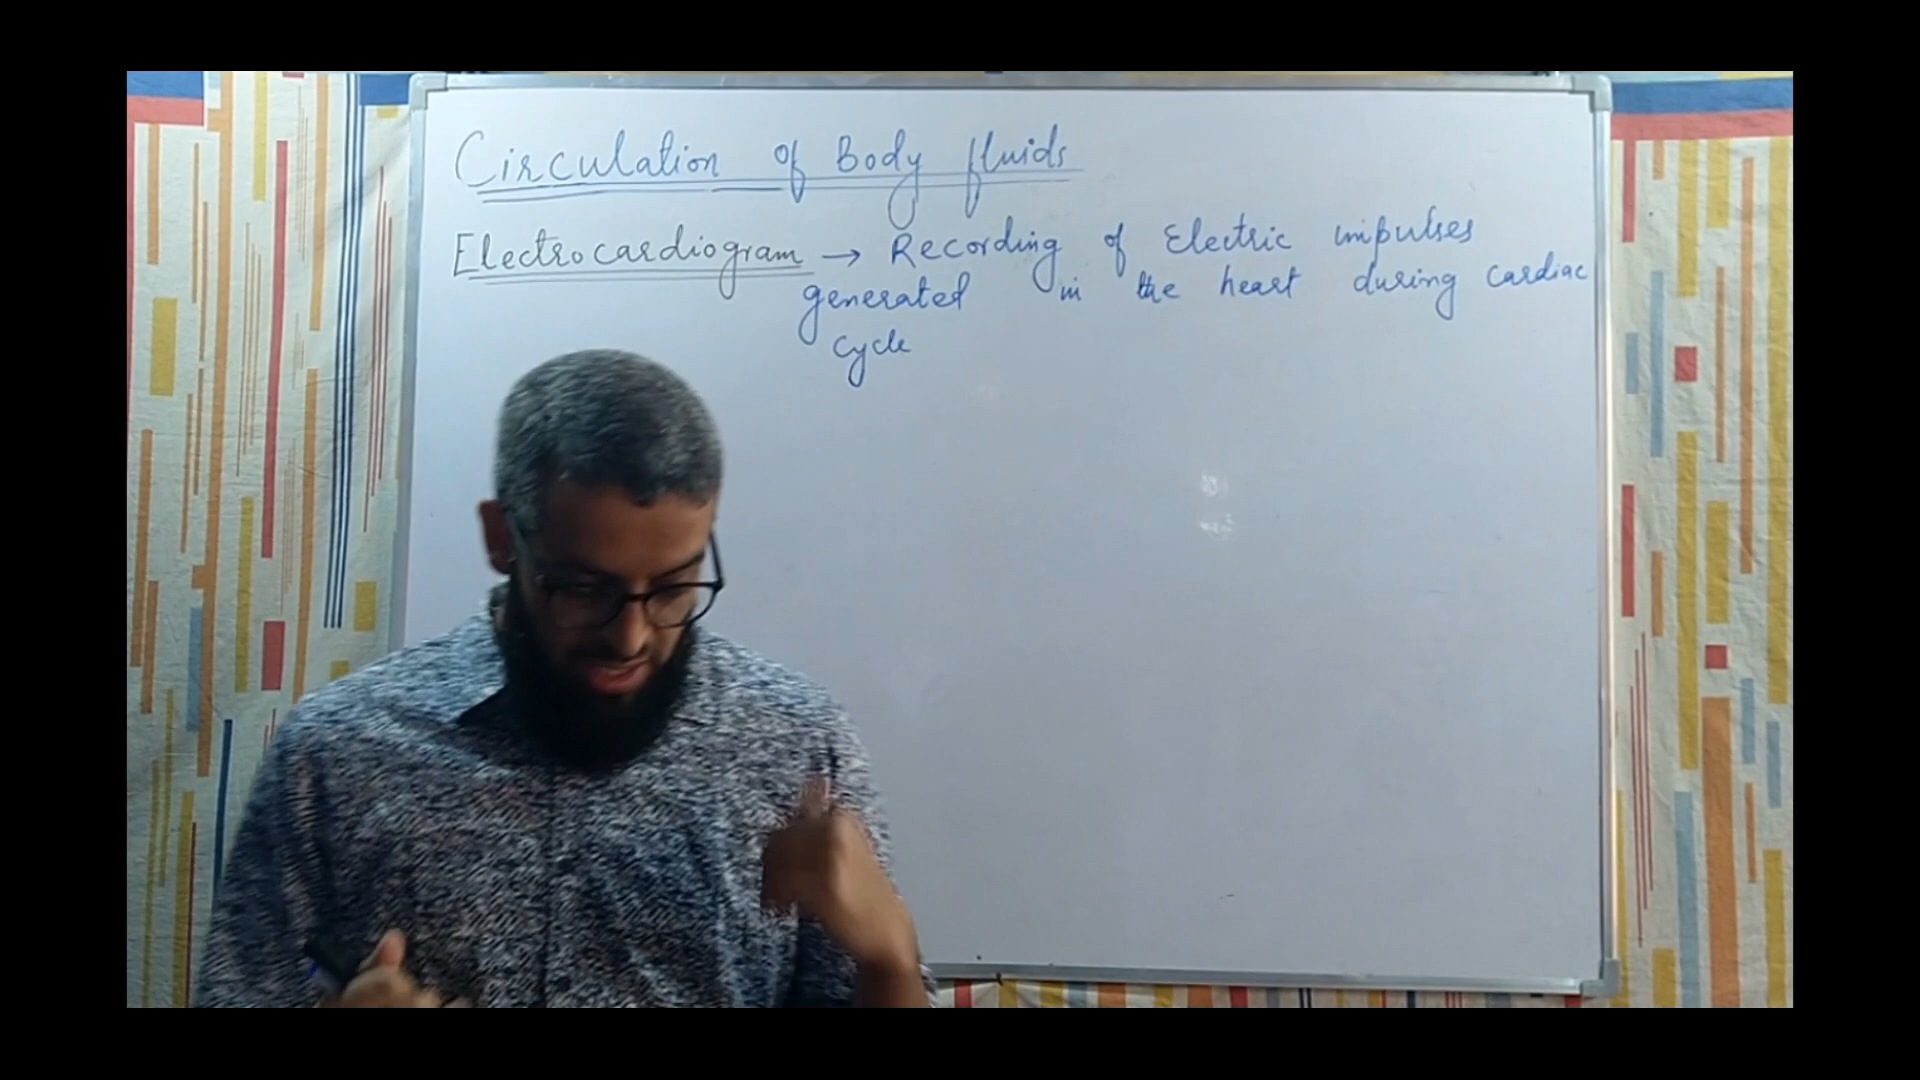 Circulation of Body fluids
Electrocardiogram → Recording of Electric impulses
generated in the heart during cardiac
cycle